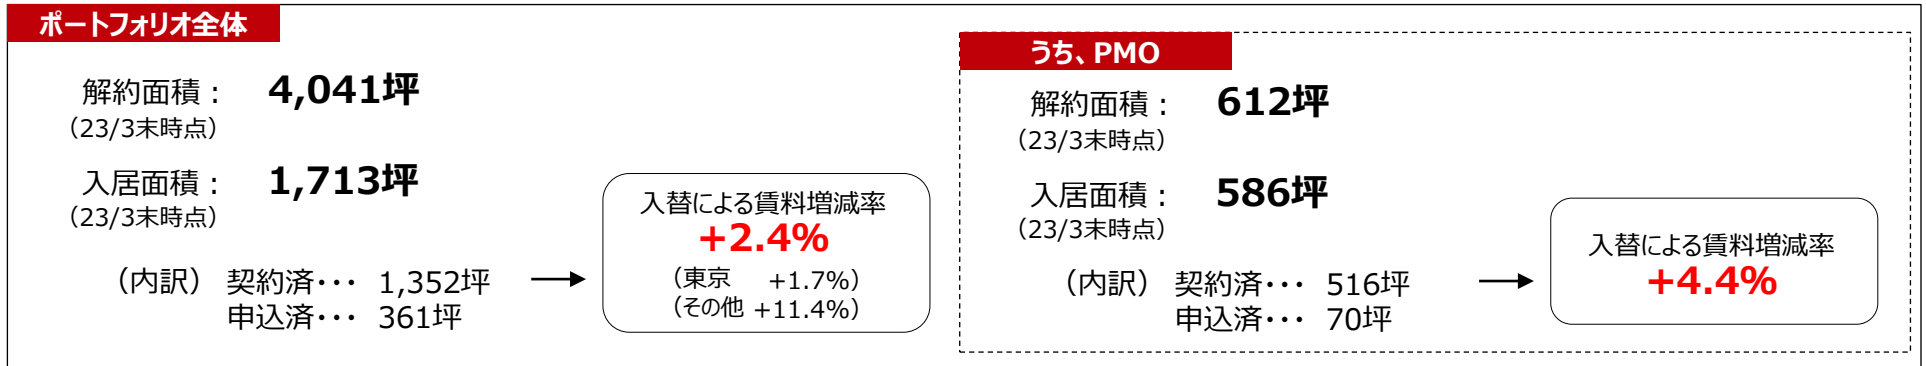 ポートフォリオ全体
解約面積： 4,041坪
（23/3末時点）
入居面積： 1,713坪
（23/3末時点）
（内訳） 契約済･･･ 1,352坪
申込済･･･ 361坪
入替による賃料増減率
+2.4%
（東京 +1.7%）
（その他 +11.4%）
うち、PMO
解約面積： 612坪
（23/3末時点）
入居面積： 586坪
（23/3末時点）
（内訳） 契約済･･･ 516坪
申込済･･･ 70坪
入替による賃料増減率
+4.4%